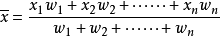 x̅ = (x₁w₁ + x₂w₂ + ······ + xₙwₙ) / (w₁ + w₂ + ······ + wₙ)